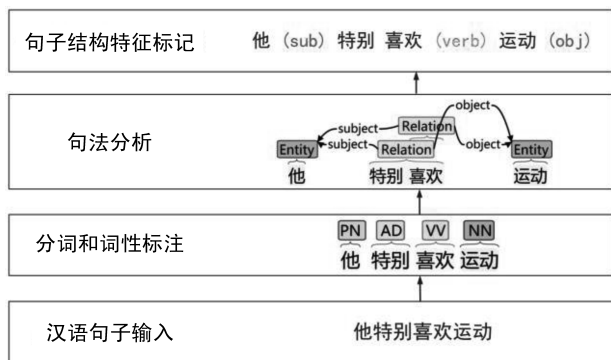 句子结构特征标记 他 (sub) 特别 喜欢 (verb) 运动 (obj)
object
Relation
subject
句法分析 Entity subject Relation object Entity
他 特别 喜欢 运动
PN AD VV NN
分词和词性标注
他 特别 喜欢 运动
汉语句子输入 他特别喜欢运动